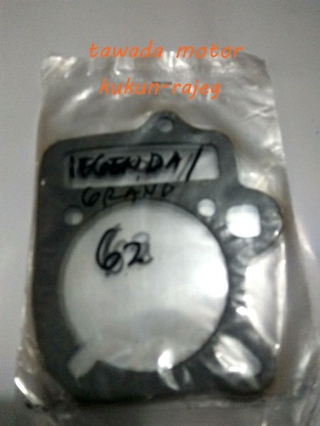 tawada motor
kukun-rajeg
LEGENDA/
GRAND
62